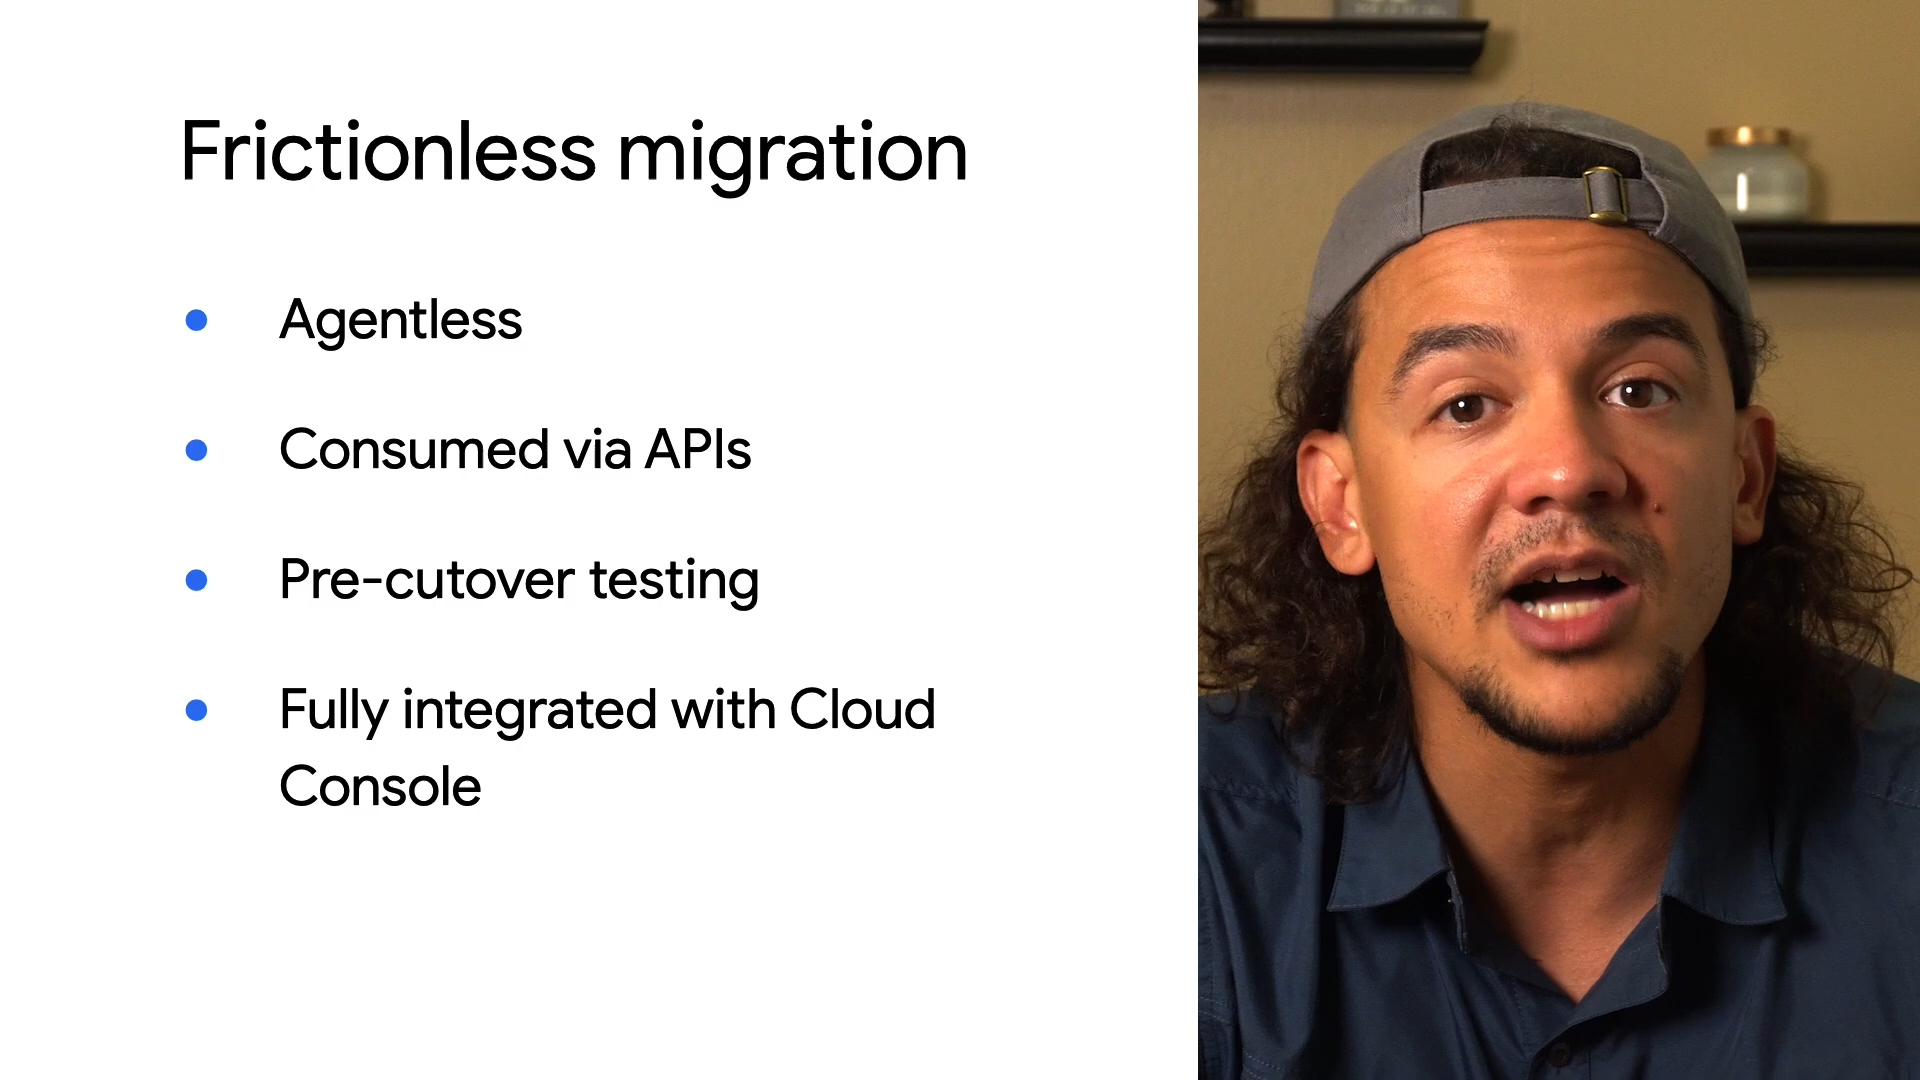 Frictionless migration
Agentless
Consumed via APIs
Pre-cutover testing
Fully integrated with Cloud
Console